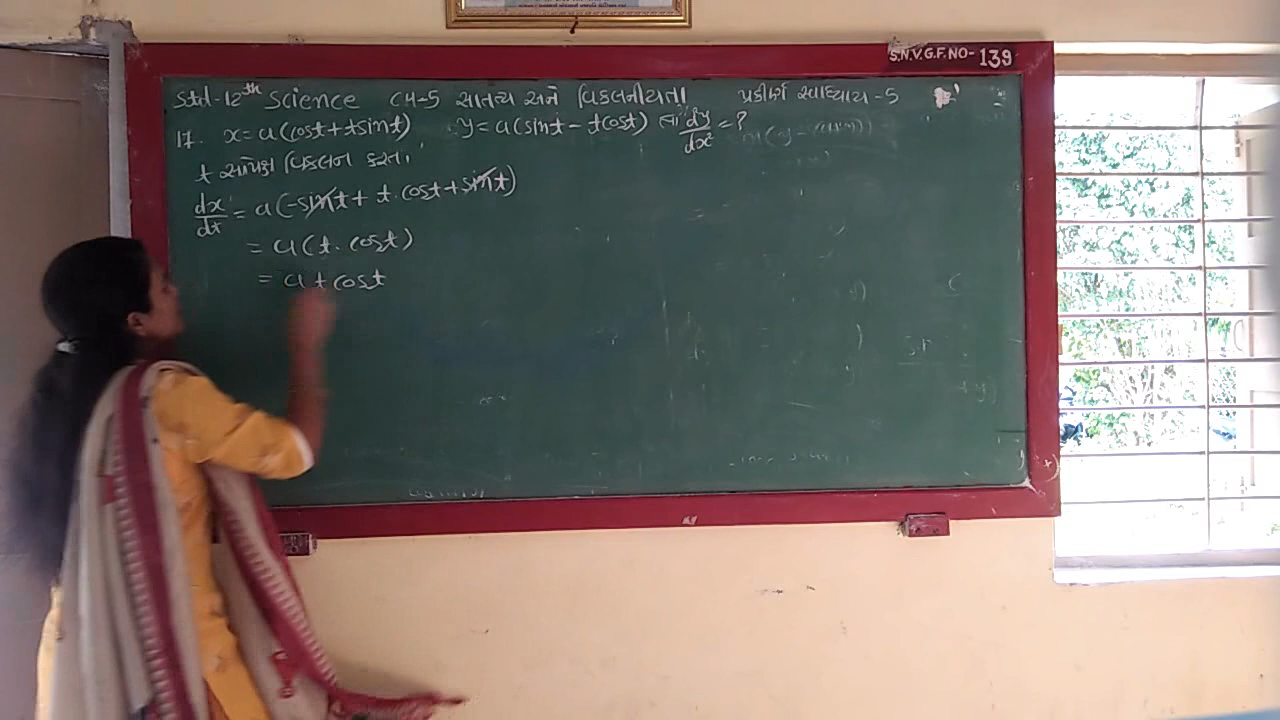 S.N.V.G.F.NO- 139
Std-12th Science CH-5 સાતત્ય અને વિકલનીયતા પ્રકીર્ણ સ્વાધ્યાય-5
17. x=a(cost+tsint) y=a(sint-tcost) તો d²y/dx²=?
t સાપેક્ષ વિકલન કરતા,
dx/dt = a(-sint + t.cost + sint)
= a(t.cost)
= at cost